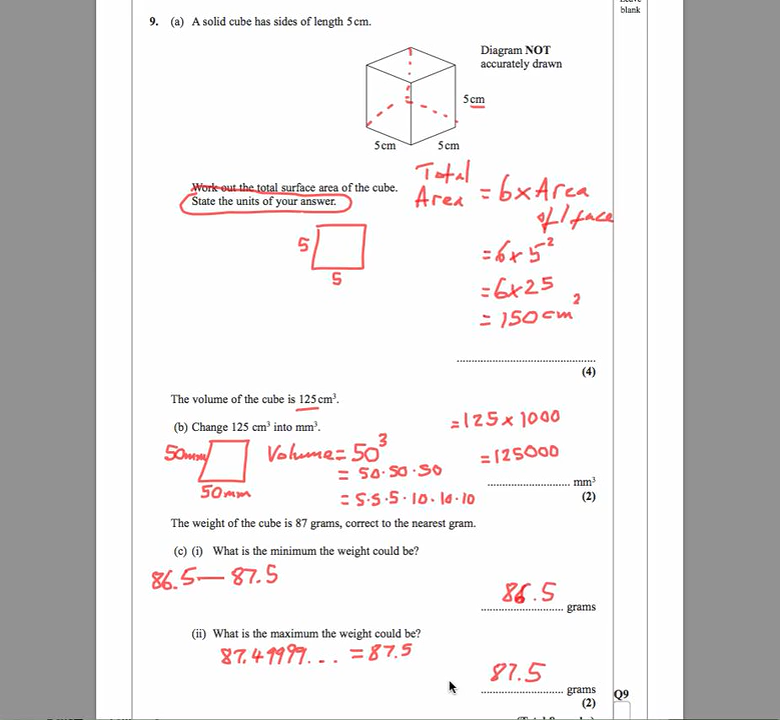 blank
9. (a) A solid cube has sides of length 5 cm.
Diagram NOT
accurately drawn
5 cm
5 cm
5 cm
Work out the total surface area of the cube.
State the units of your answer.
Total
Area = 6 x Area
of 1 face
5
5
= 6 x 5²
= 6 x 25
= 150 cm²
(4)
The volume of the cube is 125 cm³.
(b) Change 125 cm³ into mm³.
= 125 x 1000
50mm
50mm
Volume = 50³
= 50.50.50
= 5.5.5.10.10.10
= 125000
mm³
(2)
The weight of the cube is 87 grams, correct to the nearest gram.
(c) (i) What is the minimum the weight could be?
86.5 — 87.5
86.5
grams
(ii) What is the maximum the weight could be?
87.49999... = 87.5
87.5
grams
(2)
Q9